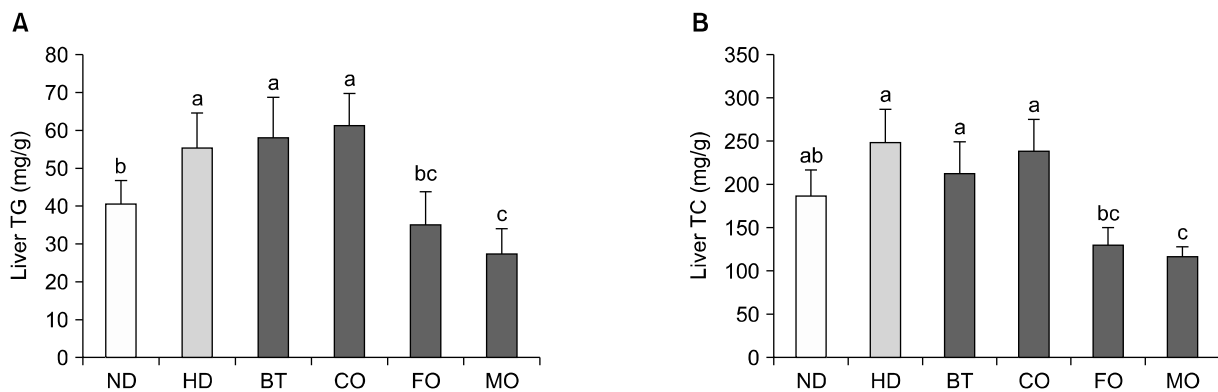 A
Liver TG (mg/g)
80
70
60
50
40
30
20
10
0
b
a
a
a
bc
c
ND HD BT CO FO MO
B
Liver TC (mg/g)
350
300
250
200
150
100
50
0
ab
a
a
a
bc
c
ND HD BT CO FO MO